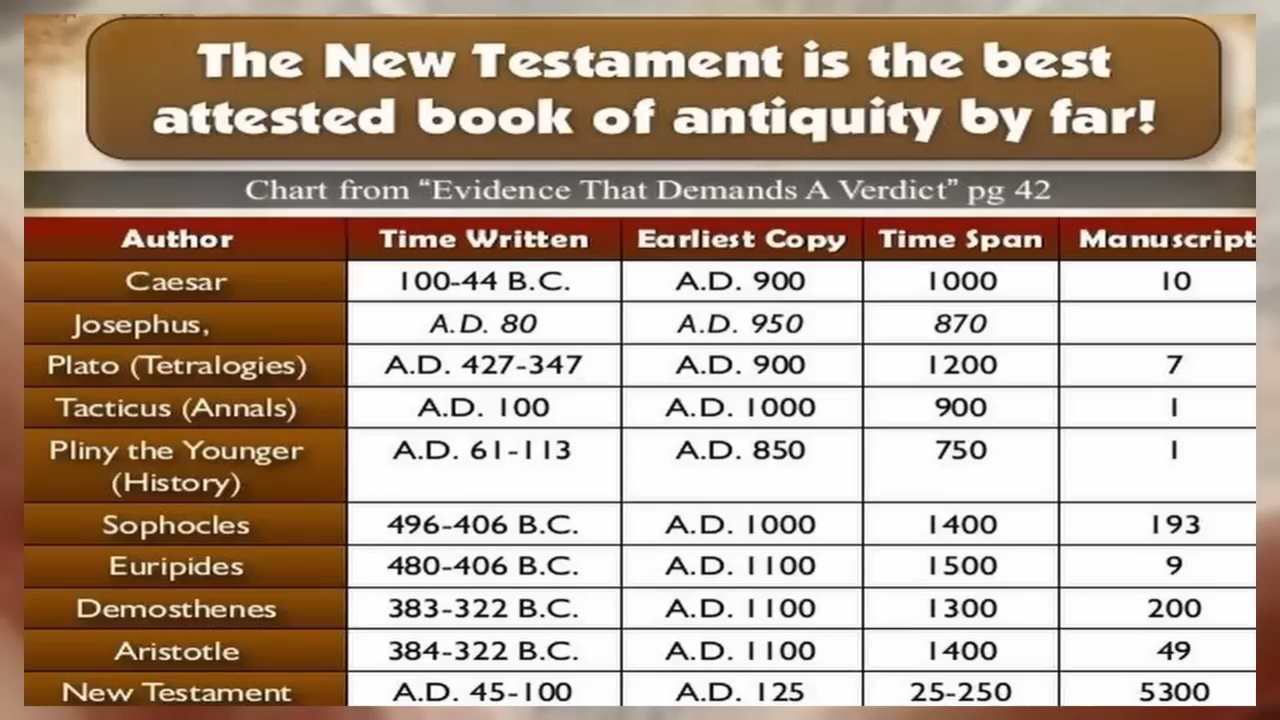 The New Testament is the best
attested book of antiquity by far!
Chart from “Evidence That Demands A Verdict” pg 42
Author Time Written Earliest Copy Time Span Manuscript
Caesar 100-44 B.C. A.D. 900 1000 10
Josephus, A.D. 80 A.D. 950 870
Plato (Tetralogies) A.D. 427-347 A.D. 900 1200 7
Tacticus (Annals) A.D. 100 A.D. 1000 900 1
Pliny the Younger A.D. 61-113 A.D. 850 750 1
(History)
Sophocles 496-406 B.C. A.D. 1000 1400 193
Euripides 480-406 B.C. A.D. 1100 1500 9
Demosthenes 383-322 B.C. A.D. 1100 1300 200
Aristotle 384-322 B.C. A.D. 1100 1400 49
New Testament A.D. 45-100 A.D. 125 25-250 5300